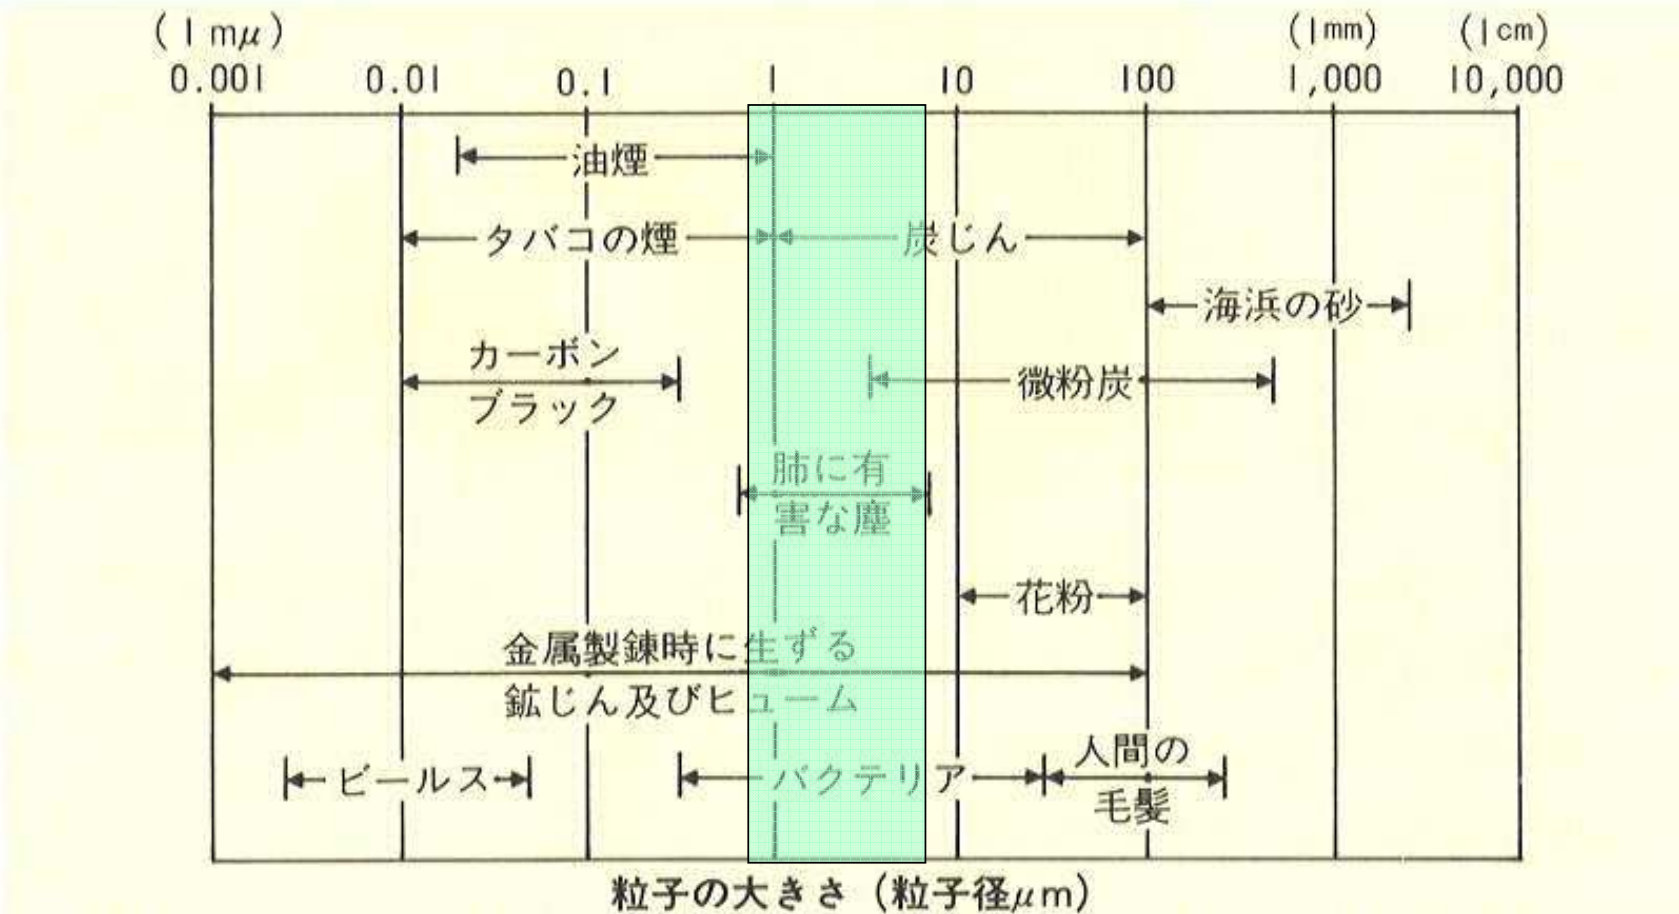 (1mμ)
(1mm)
(1cm)
0.001
0.01
0.1
1
10
100
1,000
10,000
油煙
タバコの煙
炭じん
海浜の砂
カーボン
ブラック
微粉炭
肺に有
害な塵
花粉
金属製錬時に生ずる
鉱じん及びヒューム
ビールス
バクテリア
人間の
毛髪
粒子の大きさ（粒子径μm）